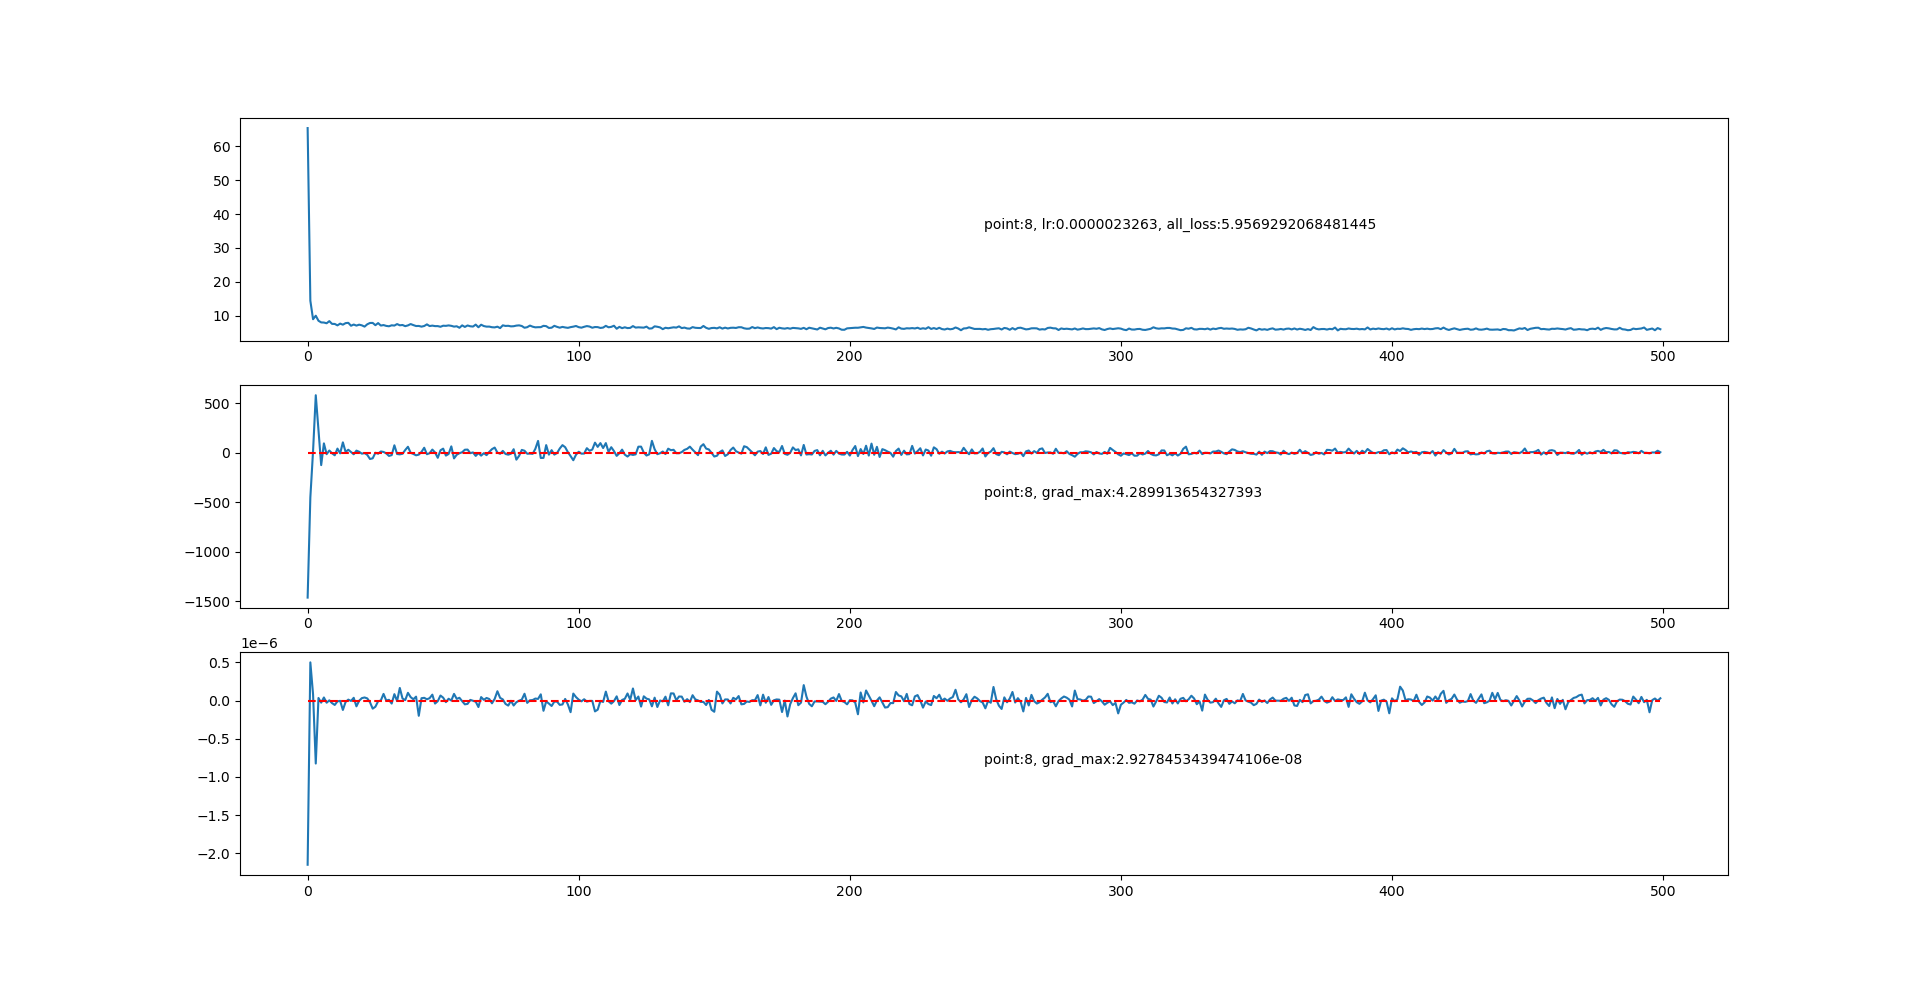 60
50
40
30
20
10
point:8, lr:0.0000023263, all_loss:5.9569292068481445
0 100 200 300 400 500
500
0
−500
−1000
−1500
point:8, grad_max:4.289913654327393
0 100 200 300 400 500
1e−6
0.5
0.0
−0.5
−1.0
−1.5
−2.0
point:8, grad_max:2.9278453439474106e-08
0 100 200 300 400 500